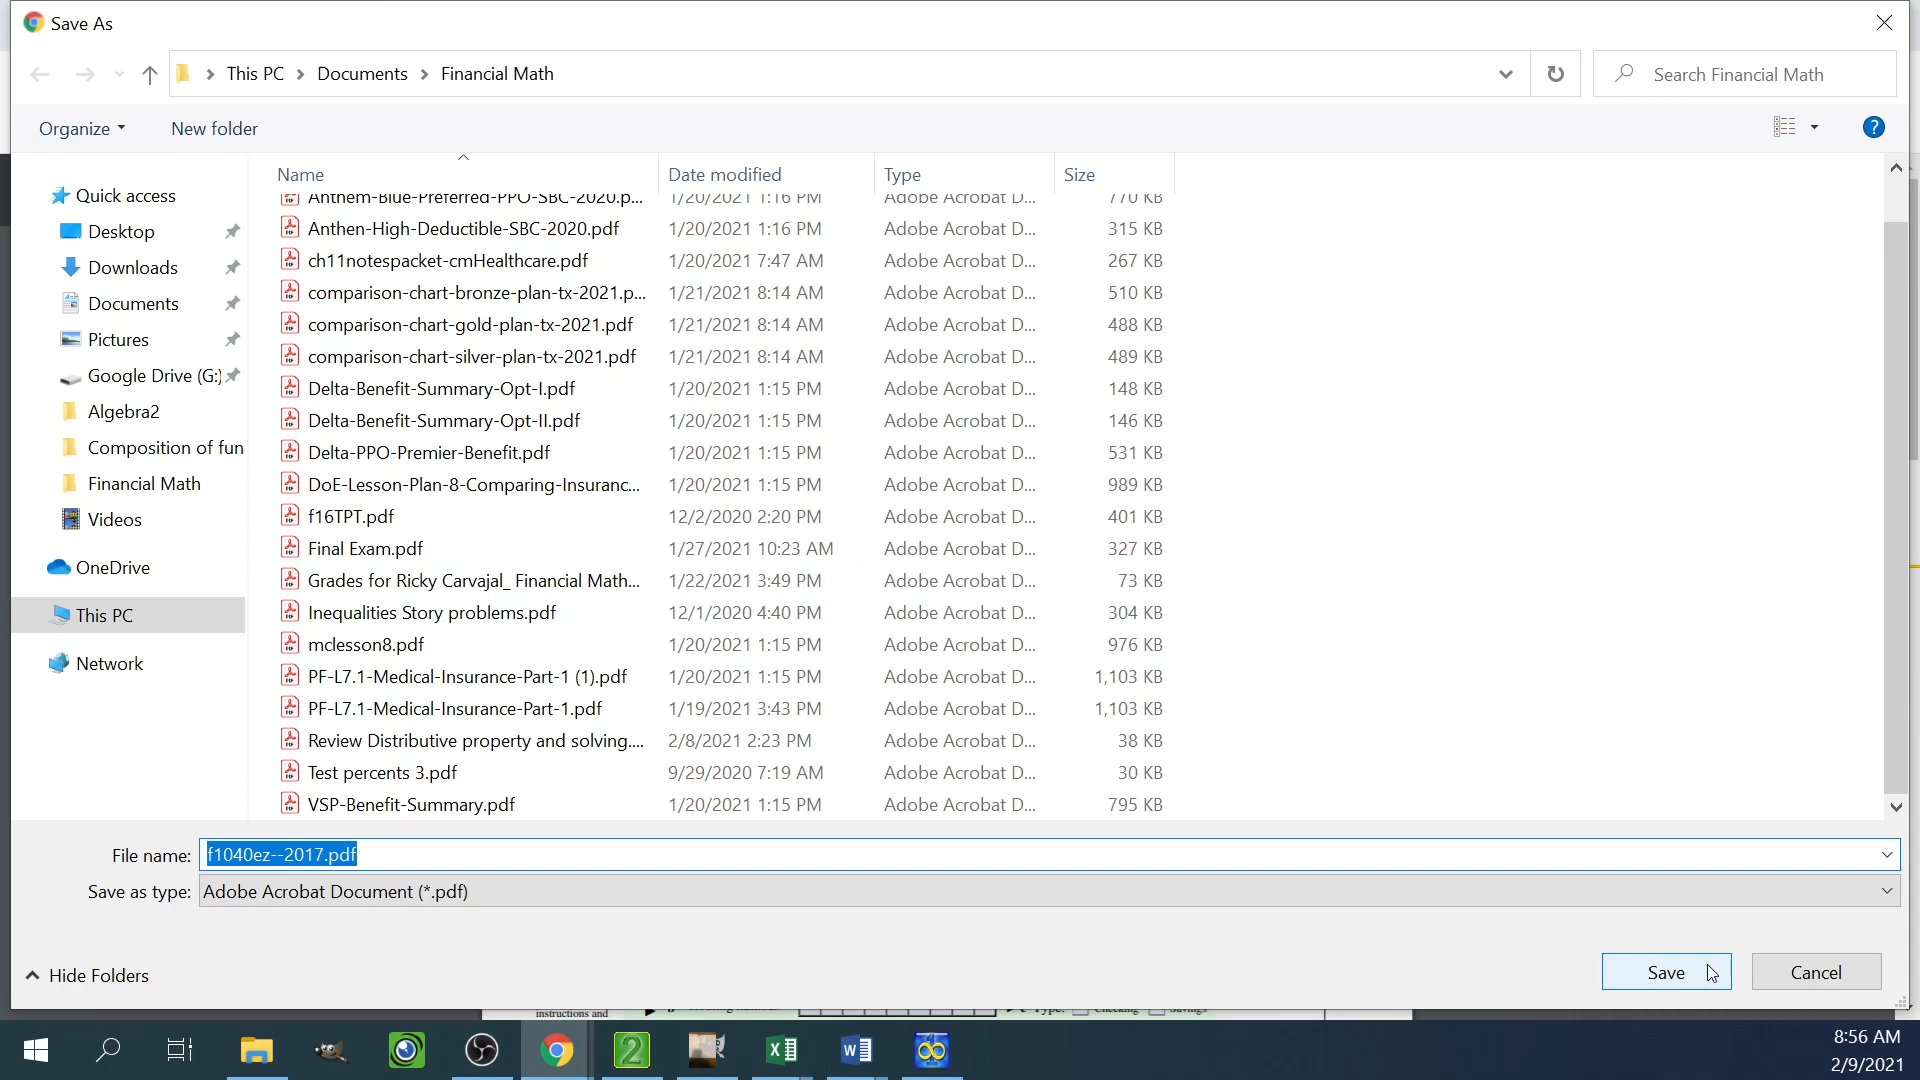 Save As
This PC > Documents > Financial Math
Search Financial Math
Organize New folder
?
Name Date modified Type Size
Anthem-Blue-Preferred-PPO-SBC-2020.p... 1/20/2021 1:16 PM Adobe Acrobat D... 770 KB
Anthen-High-Deductible-SBC-2020.pdf 1/20/2021 1:16 PM Adobe Acrobat D... 315 KB
ch11notespacket-cmHealthcare.pdf 1/20/2021 7:47 AM Adobe Acrobat D... 267 KB
comparison-chart-bronze-plan-tx-2021.p... 1/21/2021 8:14 AM Adobe Acrobat D... 510 KB
comparison-chart-gold-plan-tx-2021.pdf 1/21/2021 8:14 AM Adobe Acrobat D... 488 KB
comparison-chart-silver-plan-tx-2021.pdf 1/21/2021 8:14 AM Adobe Acrobat D... 489 KB
Delta-Benefit-Summary-Opt-I.pdf 1/20/2021 1:15 PM Adobe Acrobat D... 148 KB
Delta-Benefit-Summary-Opt-II.pdf 1/20/2021 1:15 PM Adobe Acrobat D... 146 KB
Delta-PPO-Premier-Benefit.pdf 1/20/2021 1:15 PM Adobe Acrobat D... 531 KB
DoE-Lesson-Plan-8-Comparing-Insuranc... 1/20/2021 1:15 PM Adobe Acrobat D... 989 KB
f16TPT.pdf 12/2/2020 2:20 PM Adobe Acrobat D... 401 KB
Final Exam.pdf 1/27/2021 10:23 AM Adobe Acrobat D... 327 KB
Grades for Ricky Carvajal_ Financial Math... 1/22/2021 3:49 PM Adobe Acrobat D... 73 KB
Inequalities Story problems.pdf 12/1/2020 4:40 PM Adobe Acrobat D... 304 KB
mclesson8.pdf 1/20/2021 1:15 PM Adobe Acrobat D... 976 KB
PF-L7.1-Medical-Insurance-Part-1 (1).pdf 1/20/2021 1:15 PM Adobe Acrobat D... 1,103 KB
PF-L7.1-Medical-Insurance-Part-1.pdf 1/19/2021 3:43 PM Adobe Acrobat D... 1,103 KB
Review Distributive property and solving.... 2/8/2021 2:23 PM Adobe Acrobat D... 38 KB
Test percents 3.pdf 9/29/2020 7:19 AM Adobe Acrobat D... 30 KB
VSP-Benefit-Summary.pdf 1/20/2021 1:15 PM Adobe Acrobat D... 795 KB
Quick access
Desktop
Downloads
Documents
Pictures
Google Drive (G:)
Algebra2
Composition of fun
Financial Math
Videos
OneDrive
This PC
Network
File name: f1040ez--2017.pdf
Save as type: Adobe Acrobat Document (*.pdf)
Hide Folders
Save Cancel
instructions and
8:56 AM
2/9/2021